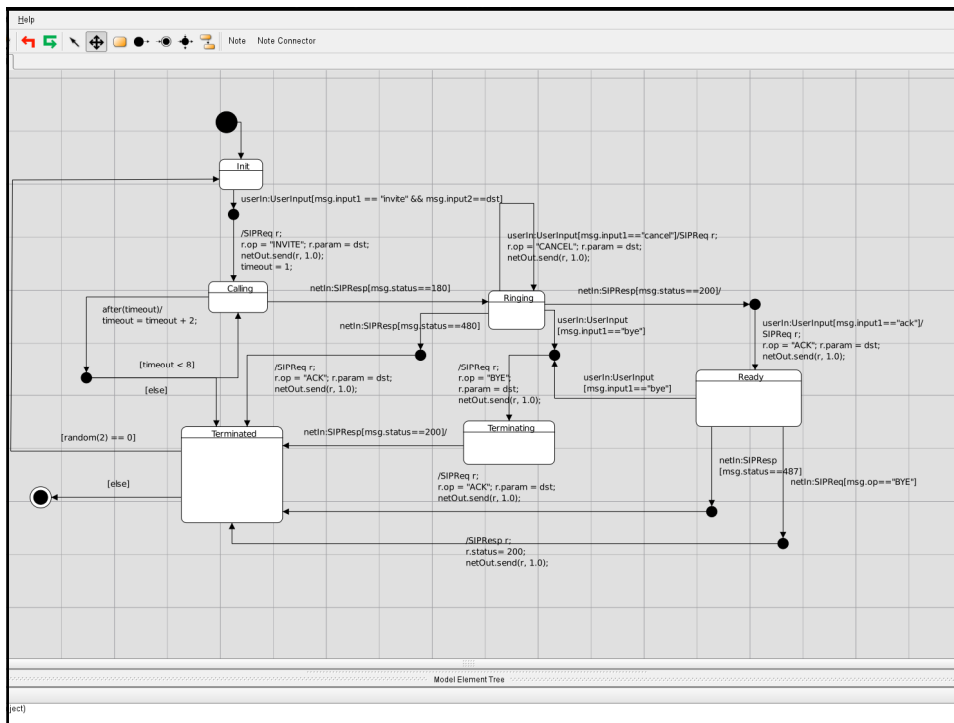 Help
Note Note Connector
Init
userIn:UserInput[msg.input1 == "invite" && msg.input2==dst]
/SIPReq r;
r.op = "INVITE"; r.param = dst;
netOut.send(r, 1.0);
timeout = 1;
userIn:UserInput[msg.input1=="cancel"]/SIPReq r;
r.op = "CANCEL"; r.param = dst;
netOut.send(r, 1.0);
Calling
netIn:SIPResp[msg.status==180]
Ringing
netIn:SIPResp[msg.status==200]/
after(timeout)/
timeout = timeout + 2;
netIn:SIPResp[msg.status==480]
userIn:UserInput
[msg.input1=="bye"]
userIn:UserInput[msg.input1=="ack"]/
SIPReq r;
r.op = "ACK"; r.param = dst;
netOut.send(r, 1.0);
[timeout < 8]
[else]
/SIPReq r;
r.op = "ACK"; r.param = dst;
netOut.send(r, 1.0);
/SIPReq r;
r.op = "BYE";
r.param = dst;
netOut.send(r, 1.0);
userIn:UserInput
[msg.input1=="bye"]
Ready
[random(2) == 0]
Terminated
netIn:SIPResp[msg.status==200]/
Terminating
[else]
/SIPReq r;
r.op = "ACK"; r.param = dst;
netOut.send(r, 1.0);
netIn:SIPResp
[msg.status==487]
netIn:SIPReq[msg.op=="BYE"]
/SIPResp r;
r.status= 200;
netOut.send(r, 1.0);
Model Element Tree
ject)